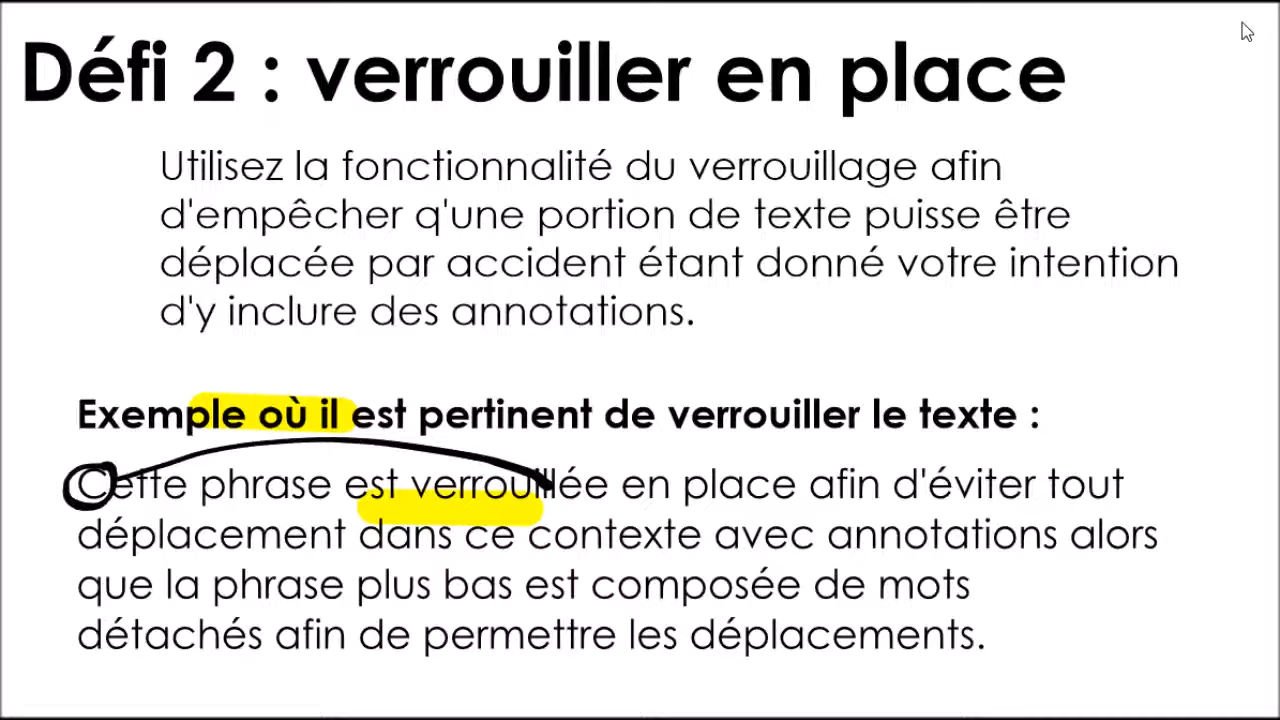 Défi 2 : verrouiller en place
Utilisez la fonctionnalité du verrouillage afin
d'empêcher q'une portion de texte puisse être
déplacée par accident étant donné votre intention
d'y inclure des annotations.
Exemple où il est pertinent de verrouiller le texte :
Cette phrase est verrouillée en place afin d'éviter tout
déplacement dans ce contexte avec annotations alors
que la phrase plus bas est composée de mots
détachés afin de permettre les déplacements.